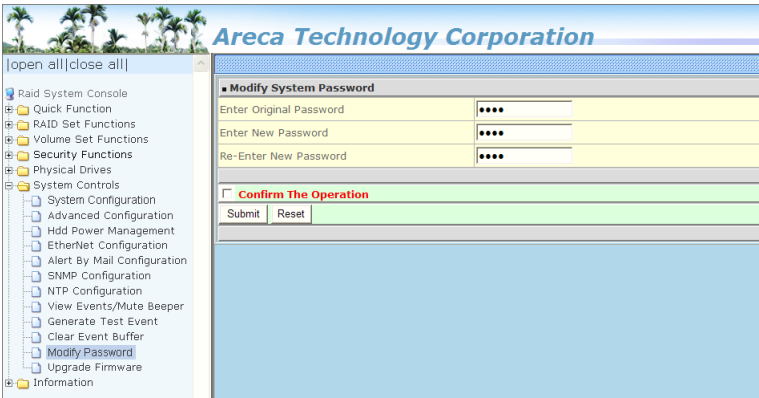 Areca Technology Corporation
|open all|close all|
Raid System Console
Quick Function
RAID Set Functions
Volume Set Functions
Security Functions
Physical Drives
System Controls
System Configuration
Advanced Configuration
Hdd Power Management
EtherNet Configuration
Alert By Mail Configuration
SNMP Configuration
NTP Configuration
View Events/Mute Beeper
Generate Test Event
Clear Event Buffer
Modify Password
Upgrade Firmware
Information
Modify System Password
Enter Original Password ••••
Enter New Password ••••
Re-Enter New Password ••••
Confirm The Operation
Submit Reset